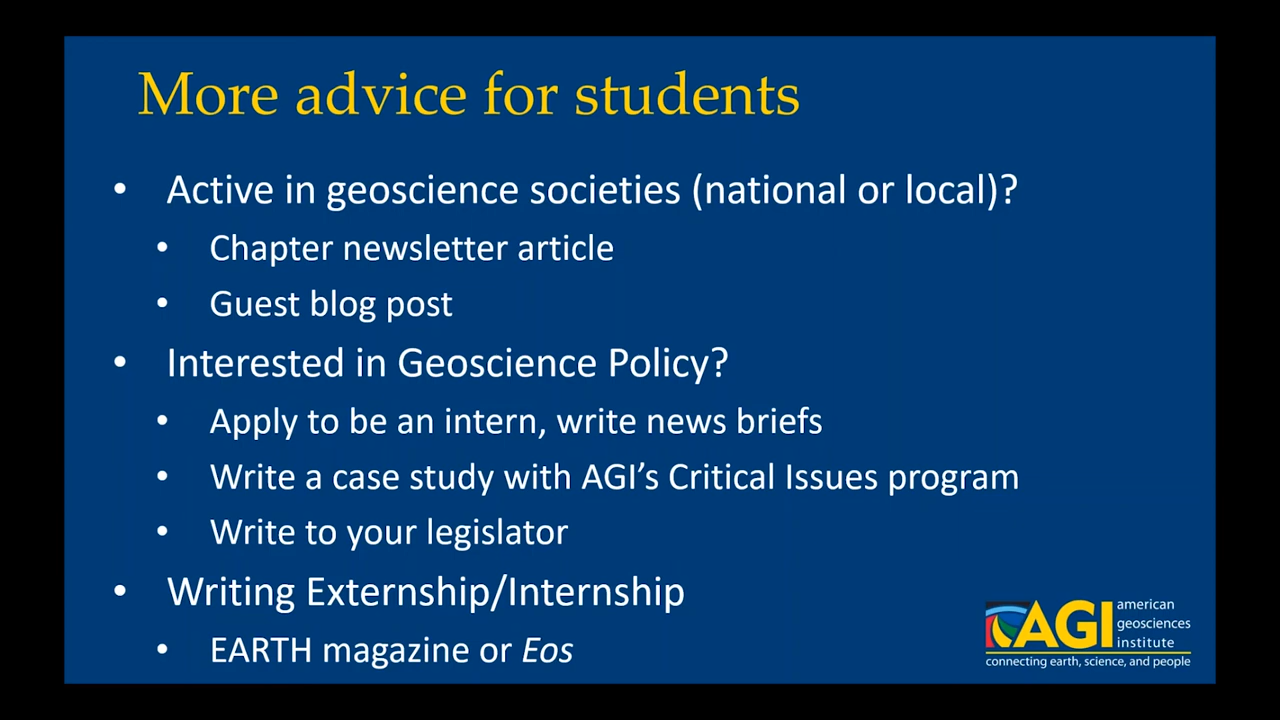 More advice for students
• Active in geoscience societies (national or local)?
• Chapter newsletter article
• Guest blog post
• Interested in Geoscience Policy?
• Apply to be an intern, write news briefs
• Write a case study with AGI’s Critical Issues program
• Write to your legislator
• Writing Externship/Internship
• EARTH magazine or Eos
AGI
american
geosciences
institute
connecting earth, science, and people